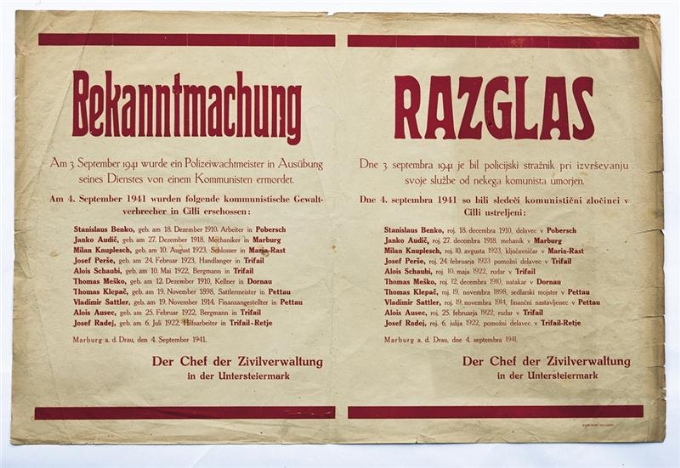 Bekanntmachung
Am 3. September 1941 wurde ein Polizeiwachtmeister in Ausübung
seines Dienstes von einem Kommunisten ermordet.
Am 4. September 1941 wurden folgende kommunistische Gewalt-
verbrecher in Cilli erschossen:
Stanislaus Benko, geb. am 18. Dezember 1910, Arbeiter in Pobersch
Janko Audič, geb. am 27. Dezember 1918, Mechaniker in Marburg
Milan Knuplesch, geb. am 10. August 1923, Schlosser in Maria-Rast
Josef Perše, geb. am 24. Februar 1923, Handlanger in Trifail
Alois Schaubi, geb. am 10. Mai 1922, Bergmann in Trifail
Thomas Meško, geb. am 12. Dezember 1910, Kellner in Dornau
Thomas Klepač, geb. am 19. November 1898, Sattlermeister in Pettau
Vladimir Sattler, geb. am 19. November 1914, Finanzangestellter in Pettau
Alois Ausec, geb. am 25. Februar 1922, Bergmann in Trifail
Josef Radej, geb. am 6. Juli 1922, Hilfsarbeiter in Trifail-Retje
Marburg a. d. Drau, den 4. September 1941.
Der Chef der Zivilverwaltung
in der Untersteiermark
RAZGLAS
Dne 3. septembra 1941 je bil policijski stražnik pri izvrševanju
svoje službe od nekega komunista umorjen.
Dne 4. septembra 1941 so bili sledeči komunistični zločinci v
Cilli ustreljeni:
Stanislaus Benko, roj. 18. decembra 1910, delavec v Pobersch
Janko Audič, roj. 27. decembra 1918, mehanik v Marburg
Milan Knuplesch, roj. 10. avgusta 1923, ključavničar v Maria-Rast
Josef Perše, roj. 24. februarja 1923 pomožni delavec v Trifail
Alois Schaubi, roj. 10. maja 1922, rudar v Trifail
Thomas Meško, roj. 12. decembra 1910, natakar v Dornau
Thomas Klepač, roj. 19. novembra 1898, sedlarski mojster v Pettau
Vladimir Sattler, roj. 19. novembra 1914, finančni nastavljenec v Pettau
Alois Ausec, roj. 25. februarja 1922, rudar v Trifail
Josef Radej, roj. 6. julija 1922, pomožni delavec v Trifail-Retje
Marburg a. d. Drau, dne 4. septembra 1941.
Der Chef der Zivilverwaltung
in der Untersteiermark